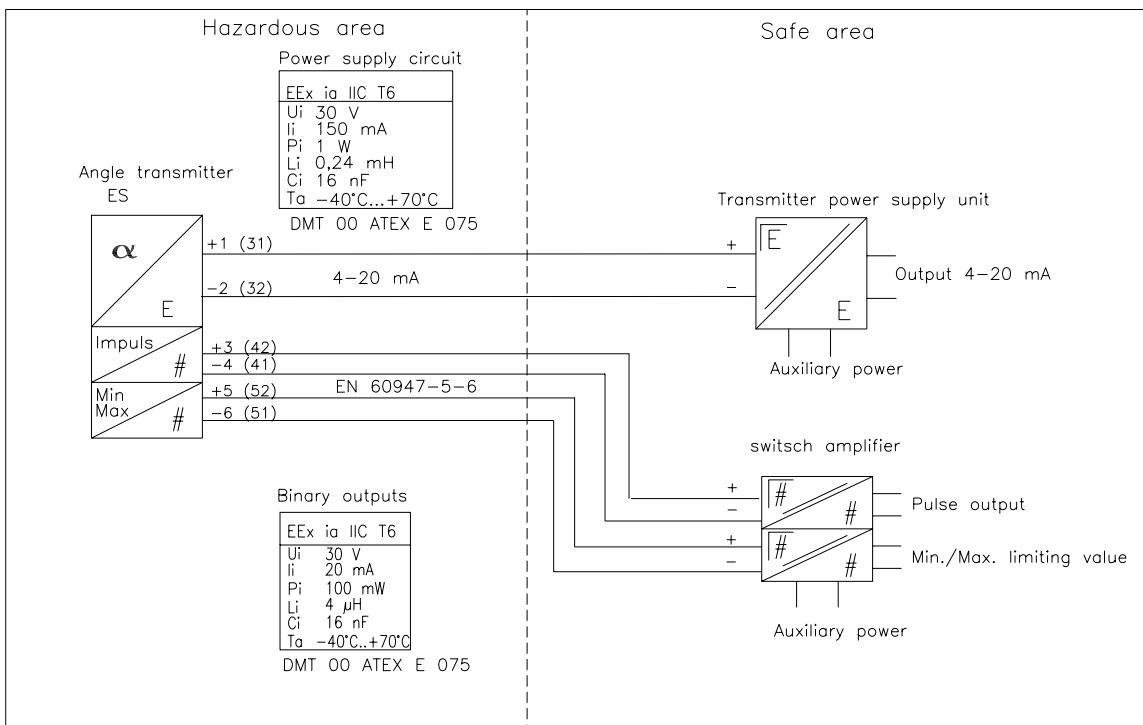 Hazardous area
Safe area
Power supply circuit
EEx ia IIC T6
Ui 30 V
Ii 150 mA
Pi 1 W
Li 0,24 mH
Ci 16 nF
Ta -40°C...+70°C
DMT 00 ATEX E 075
Angle transmitter
ES
α
E
+1 (31)
4-20 mA
-2 (32)
Transmitter power supply unit
+
-
E
E
Output 4-20 mA
Auxiliary power
Impuls
#
+3 (42)
-4 (41)
Min
Max
#
+5 (52)
EN 60947-5-6
-6 (51)
switsch amplifier
+
-
#
#
Pulse output
+
-
#
#
Min./Max. limiting value
Auxiliary power
Binary outputs
EEx ia IIC T6
Ui 30 V
Ii 20 mA
Pi 100 mW
Li 4 µH
Ci 16 nF
Ta -40°C..+70°C
DMT 00 ATEX E 075